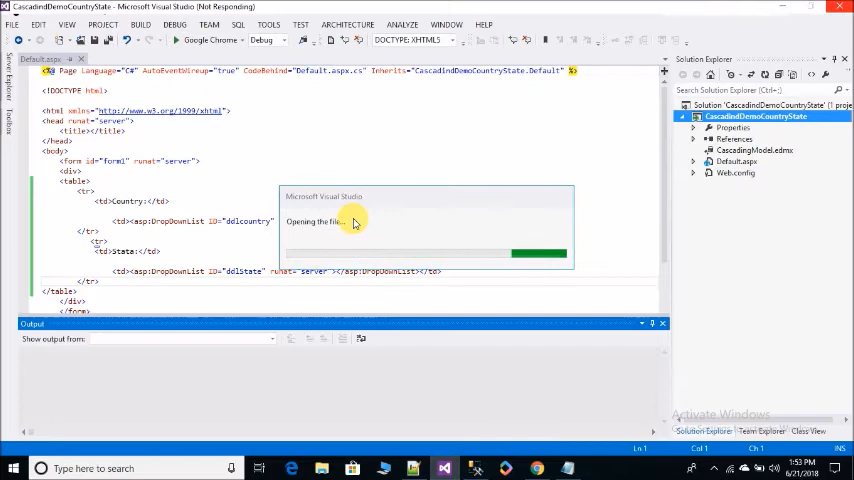 CascadindDemoCountryState - Microsoft Visual Studio (Not Responding)
FILE EDIT VIEW PROJECT BUILD DEBUG TEAM SQL TOOLS TEST ARCHITECTURE ANALYZE WINDOW HELP
Google Chrome Debug DOCTYPE: XHTML5
Default.aspx
<%@ Page Language="C#" AutoEventWireup="true" CodeBehind="Default.aspx.cs" Inherits="CascadindDemoCountryState.Default" %>
<!DOCTYPE html>
<html xmlns="http://www.w3.org/1999/xhtml">
<head runat="server">
<title></title>
</head>
<body>
<form id="form1" runat="server">
<div>
<table>
<tr>
<td>Country:</td>
<td><asp:DropDownList ID="ddlcountry"
</tr>
<tr>
<td>Stata:</td>
<td><asp:DropDownList ID="ddlState" runat="server"></asp:DropDownList></td>
</tr>
</table>
</div>
</form>
Microsoft Visual Studio
Opening the file...
Server Explorer
Toolbox
Solution Explorer
Search Solution Explorer (Ctrl+;)
Solution 'CascadindDemoCountryState' (1 proje
CascadindDemoCountryState
Properties
References
CascadingModel.edmx
Default.aspx
Web.config
Output
Show output from:
Activate Windows
Solution Explorer Team Explorer Class View
Ln 1 Col 1 Ch 1 INS
Type here to search
1:53 PM
6/21/2018